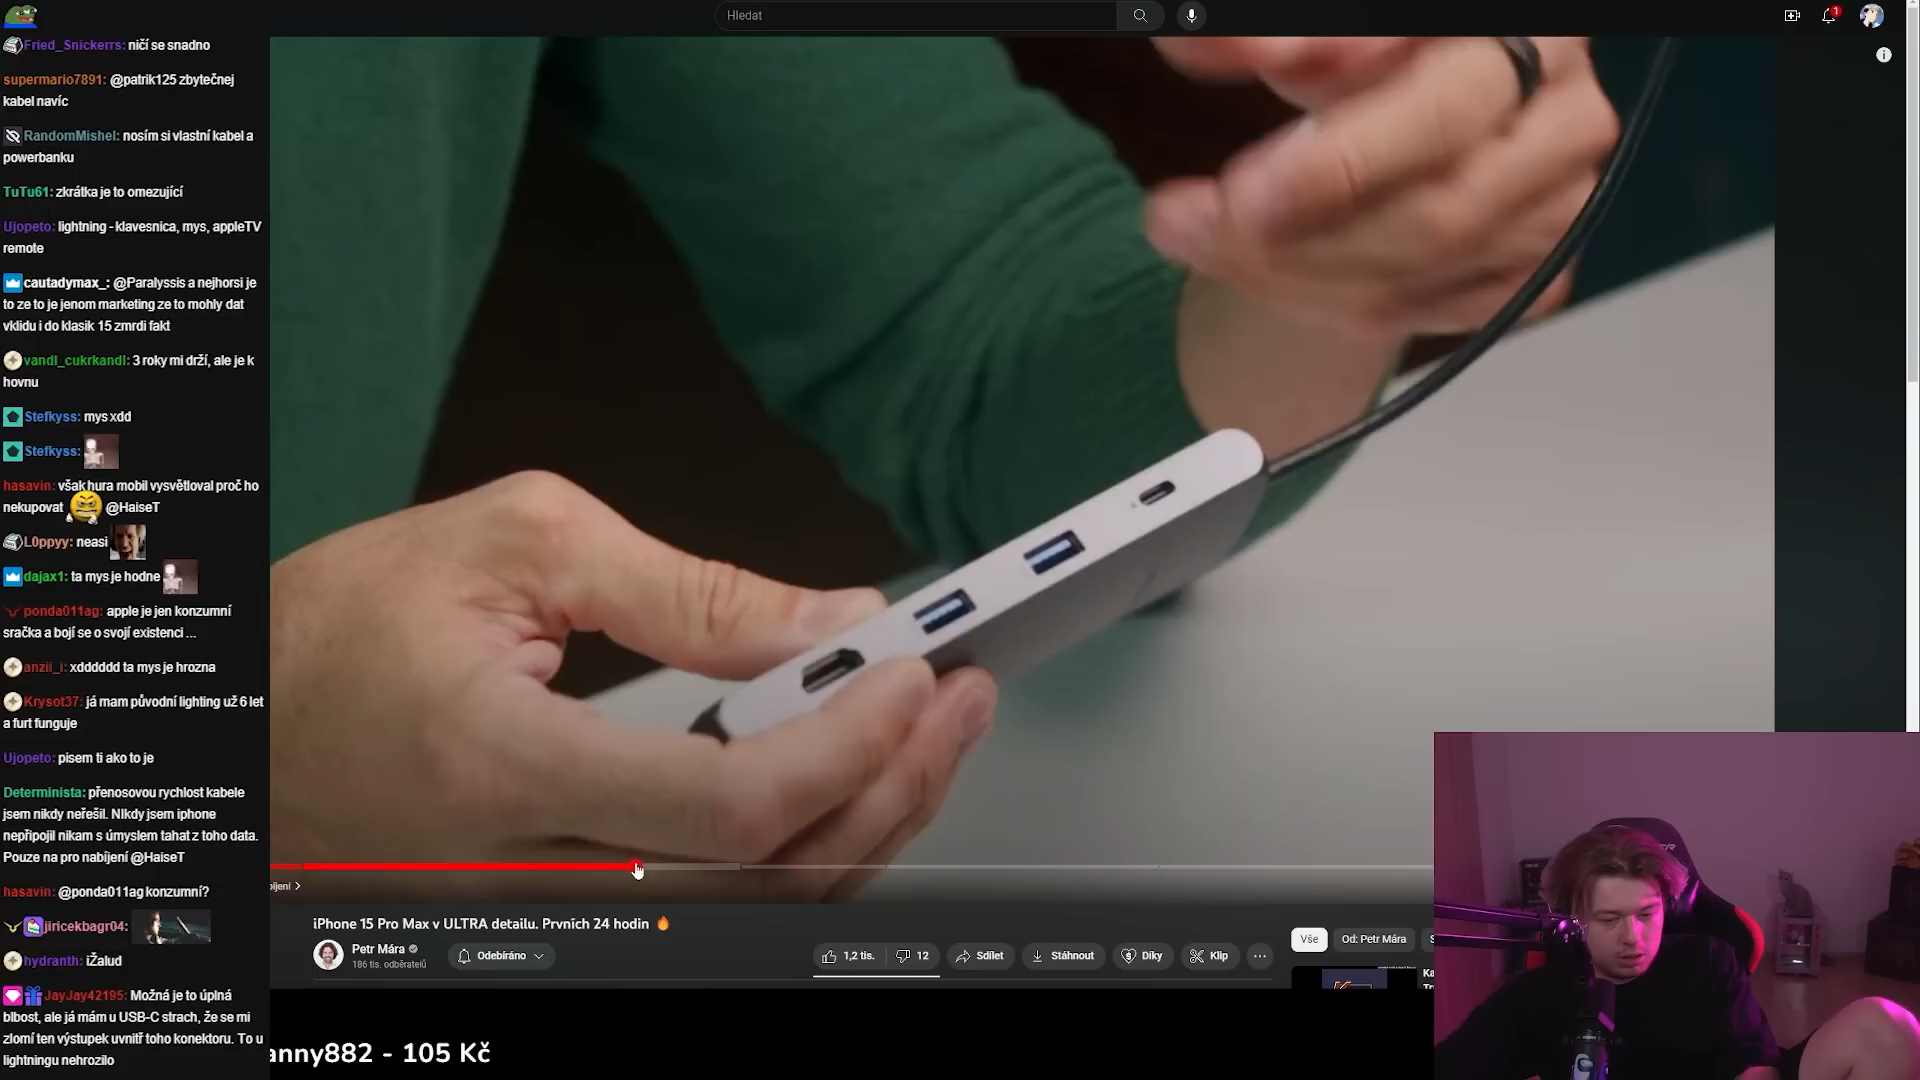 Hledat
1
Fried_Snickerrs: ničí se snadno
supermario7891: @patrik125 zbytečnej
kabel navíc
RandomMishel: nosím si vlastní kabel a
powerbanku
TuTu61: zkrátka je to omezující
Ujopeto: lightning - klavesnica, mys, appleTV
remote
cautadymax_: @Paralyssis a nejhorsi je
to ze to je jenom marketing ze to mohly dat
vklidu i do klasik 15 zmrdi fakt
vandl_cukrkandl: 3 roky mi drží, ale je k
hovnu
Stefkyss: mys xdd
Stefkyss:
hasavin: však hura mobil vysvětloval proč ho
nekupovat @HaiseT
L0ppyy: neasi
dajax1: ta mys je hodne
ponda011ag: apple je jen konzumní
sračka a bojí se o svojí existenci ...
anzii_i: xdddddd ta mys je hrozna
Krysot37: já mam původní lighting už 6 let
a furt funguje
Ujopeto: pisem ti ako to je
Determinista: přenosovou rychlost kabele
jsem nikdy neřešil. NIkdy jsem iphone
nepřipojil nikam s úmyslem tahat z toho data.
Pouze na pro nabíjení @HaiseT
hasavin: @ponda011ag konzumní?
jiricekbagr04:
hydranth: iŽalud
JayJay42195: Možná je to úplná
blbost, ale já mám u USB-C strach, že se mi
zlomí ten výstupek uvnitř toho konektoru. To u
lightningu nehrozilo
bíjení
iPhone 15 Pro Max v ULTRA detailu. Prvních 24 hodin
Petr Mára
186 tis. odběratelů
Odebíráno
1,2 tis.
12
Sdílet
Stáhnout
Díky
Klip
Vše
Od: Petr Mára
S
Ka
Tr
anny882 - 105 Kč